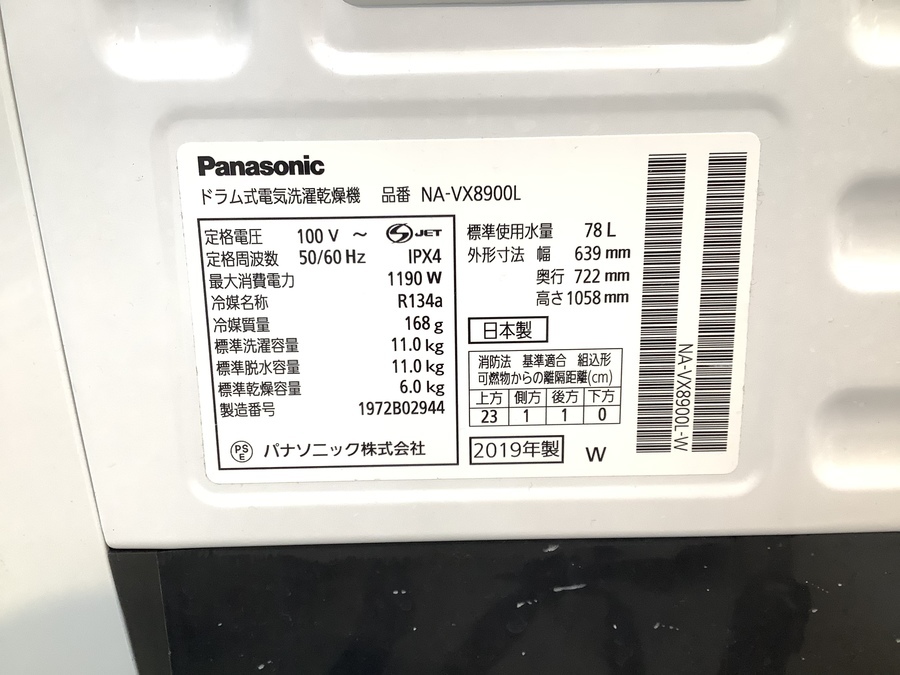 Panasonic
ドラム式電気洗濯乾燥機 品番 NA-VX8900L
定格電圧 100 V ～ S JET
定格周波数 50/60 Hz IPX4
最大消費電力 1190 W
冷媒名称 R134a
冷媒質量 168 g
標準洗濯容量 11.0 kg
標準脱水容量 11.0 kg
標準乾燥容量 6.0 kg
製造番号 1972B02944
PS E パナソニック株式会社
標準使用水量 78 L
外形寸法 幅 639 mm
奥行 722 mm
高さ 1058 mm
日本製
消防法 基準適合 組込形
可燃物からの離隔距離(cm)
上方 側方 後方 下方
23 1 1 0
2019年製 W
NA-VX8900L-W